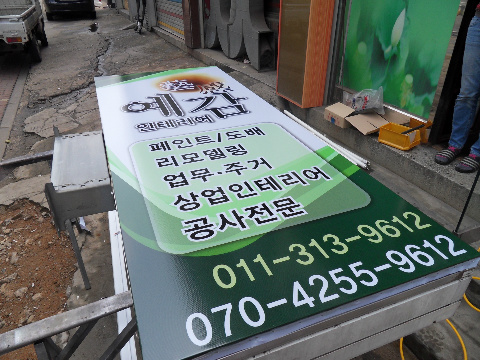 예감
인테리어
페인트/도배
리모델링
업무·주거
상업인테리어
공사전문
011-313-9612
070-4255-9612